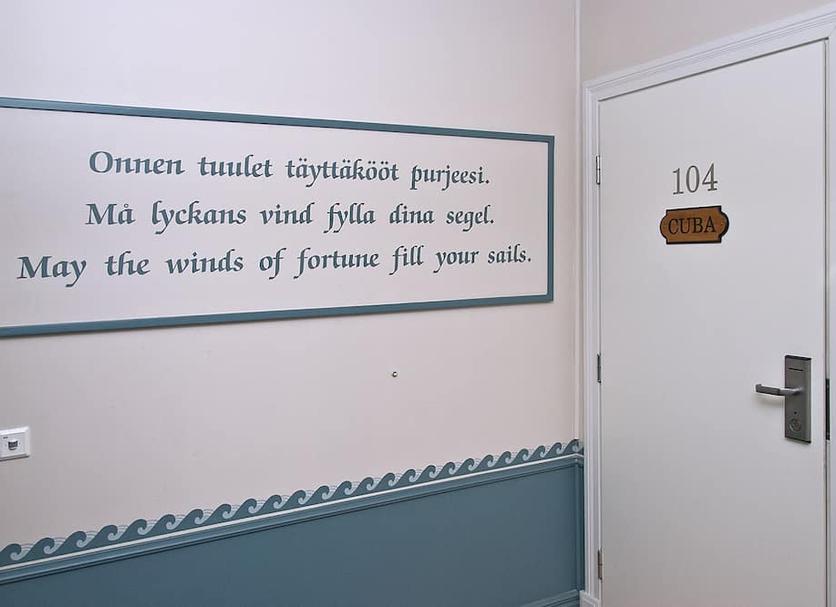 Onnen tuulet täyttäkööt purjeesi.
Må lyckans vind fylla dina segel.
May the winds of fortune fill your sails.
104
CUBA